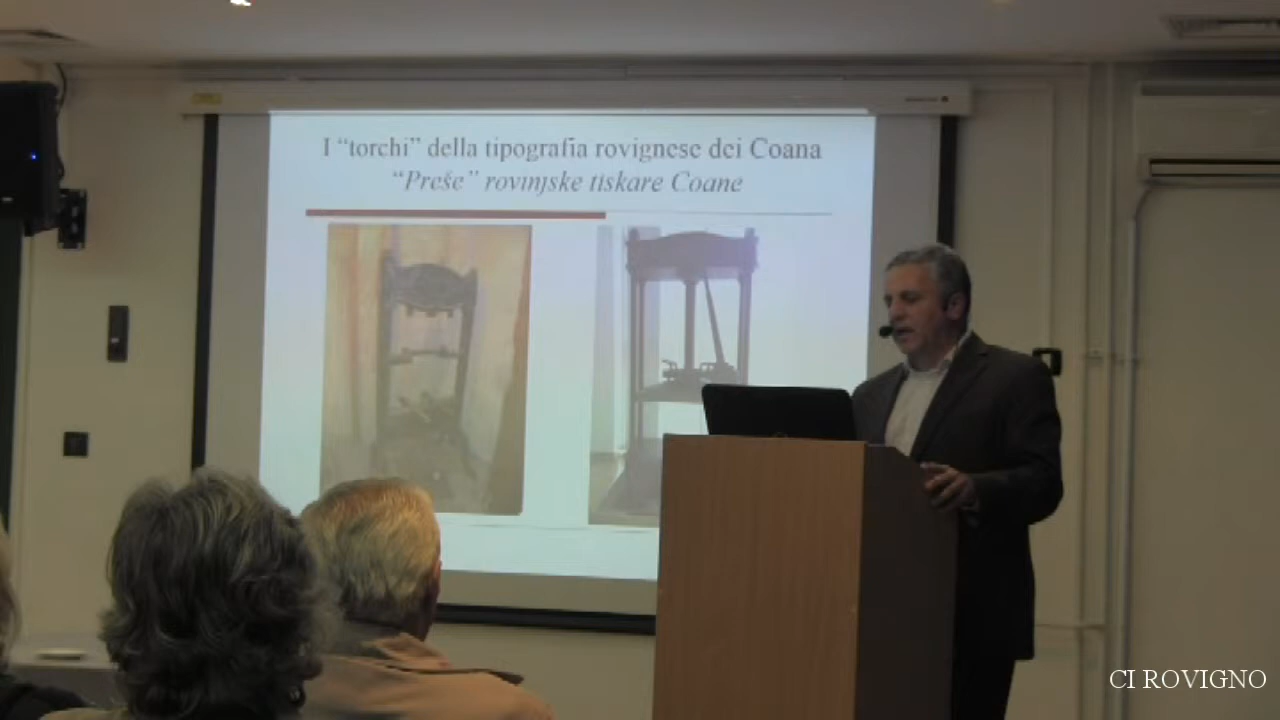 I “torchi” della tipografia rovignese dei Coana
“Preše” rovinjske tiskare Coane
CI ROVIGNO